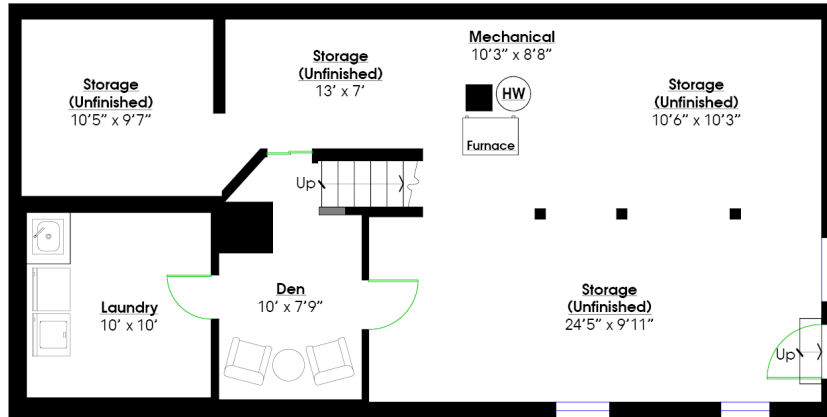 Storage
(Unfinished)
10'5" x 9'7"
Storage
(Unfinished)
13' x 7'
Mechanical
10'3" x 8'8"
HW
Furnace
Storage
(Unfinished)
10'6" x 10'3"
Up
Laundry
10' x 10'
Den
10' x 7'9"
Storage
(Unfinished)
24'5" x 9'11"
Up